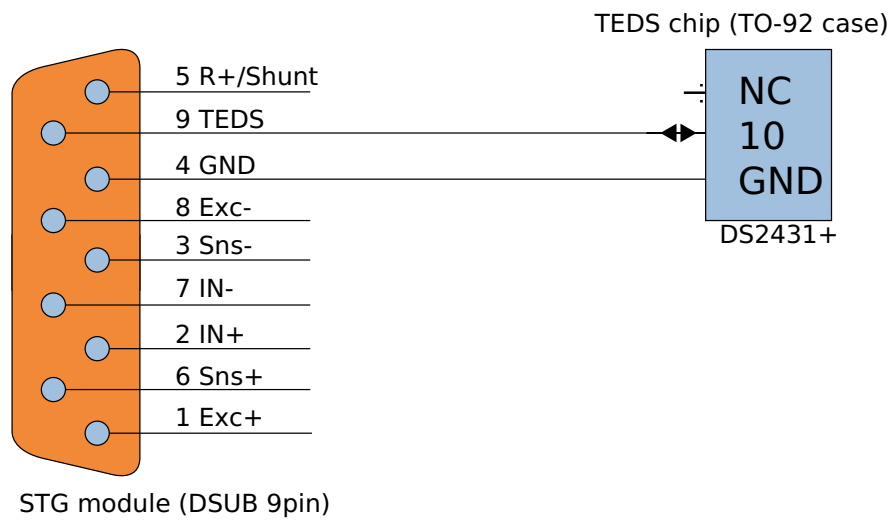 TEDS chip (TO-92 case)
5 R+/Shunt
9 TEDS
4 GND
8 Exc-
3 Sns-
7 IN-
2 IN+
6 Sns+
1 Exc+
NC
10
GND
DS2431+
STG module (DSUB 9pin)